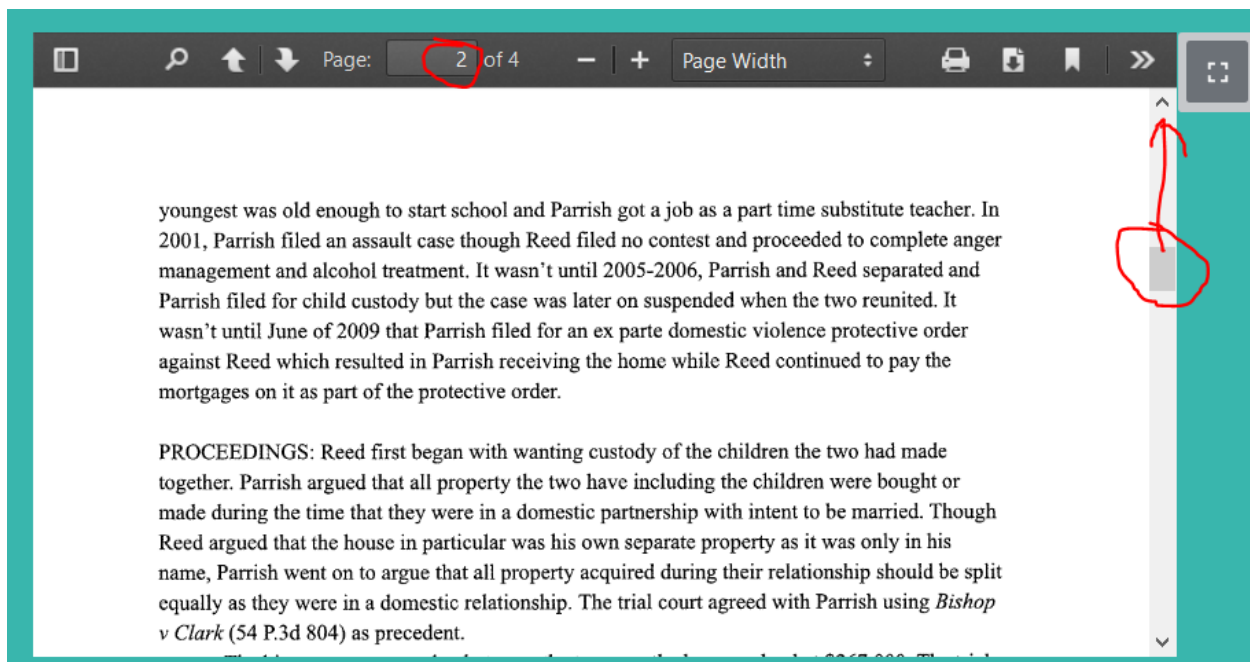 Page: 2 of 4 Page Width
youngest was old enough to start school and Parrish got a job as a part time substitute teacher. In
2001, Parrish filed an assault case though Reed filed no contest and proceeded to complete anger
management and alcohol treatment. It wasn't until 2005-2006, Parrish and Reed separated and
Parrish filed for child custody but the case was later on suspended when the two reunited. It
wasn't until June of 2009 that Parrish filed for an ex parte domestic violence protective order
against Reed which resulted in Parrish receiving the home while Reed continued to pay the
mortgages on it as part of the protective order.
PROCEEDINGS: Reed first began with wanting custody of the children the two had made
together. Parrish argued that all property the two have including the children were bought or
made during the time that they were in a domestic partnership with intent to be married. Though
Reed argued that the house in particular was his own separate property as it was only in his
name, Parrish went on to argue that all property acquired during their relationship should be split
equally as they were in a domestic relationship. The trial court agreed with Parrish using Bishop
v Clark (54 P.3d 804) as precedent.